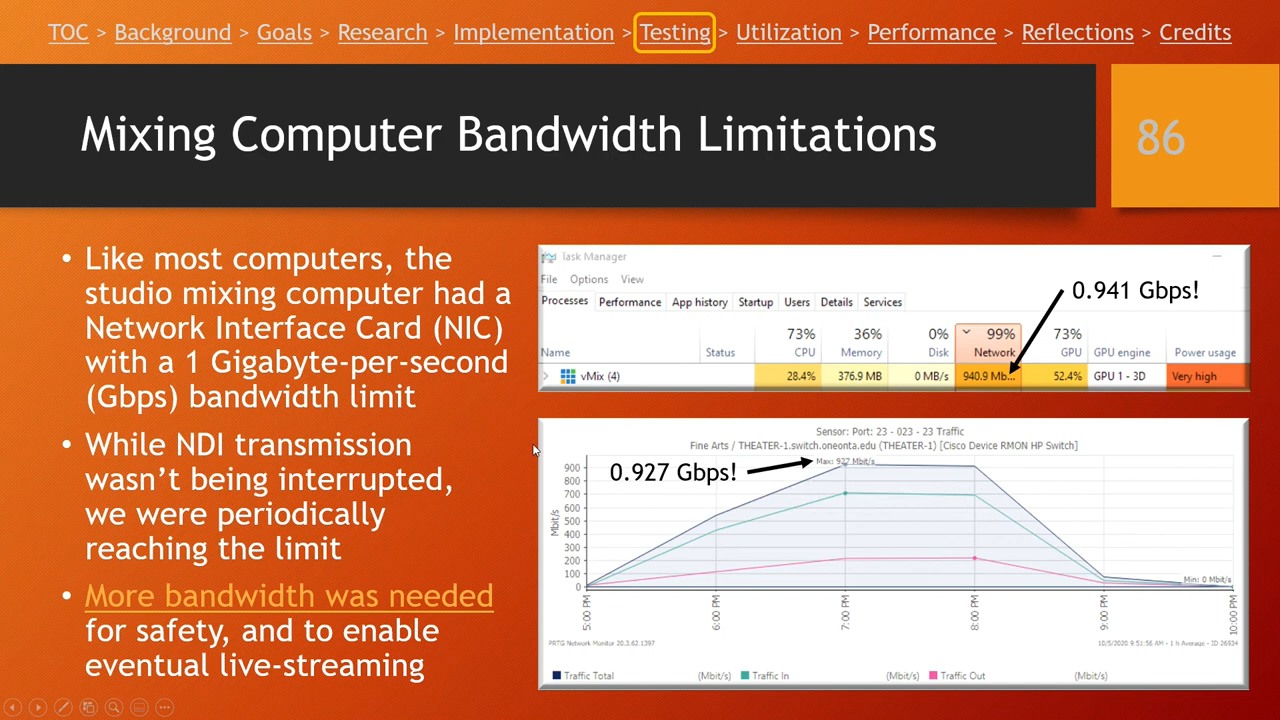 TOC > Background > Goals > Research > Implementation > Testing > Utilization > Performance > Reflections > Credits
Mixing Computer Bandwidth Limitations
86
• Like most computers, the
studio mixing computer had a
Network Interface Card (NIC)
with a 1 Gigabyte-per-second
(Gbps) bandwidth limit
• While NDI transmission
wasn't being interrupted,
we were periodically
reaching the limit
• More bandwidth was needed
for safety, and to enable
eventual live-streaming
Task Manager
File Options View
Processes Performance App history Startup Users Details Services
0.941 Gbps!
73% 36% 0% 99% 73%
Name Status CPU Memory Disk Network GPU GPU engine Power usage
vMix (4) 28.4% 376.9 MB 0 MB/s 940.9 Mb... 52.4% GPU 1 - 3D Very high
Sensor: Port: 23 - 023 - 23 Traffic
Fine Arts / THEATER-1.switch.oneonta.edu (THEATER-1) [Cisco Device RMON HP Switch]
0.927 Gbps!
Max: 927 Mbit/s
Mbit/s
900
800
700
600
500
400
300
200
100
0
Min: 0 Mbit/s
5:00 PM 6:00 PM 7:00 PM 8:00 PM 9:00 PM 10:00 PM
PRTG Network Monitor 20.3.62.1397 10/5/2020 9:51:56 AM - 1 h Average - ID 26934
Traffic Total (Mbit/s) Traffic In (Mbit/s) Traffic Out (Mbit/s)